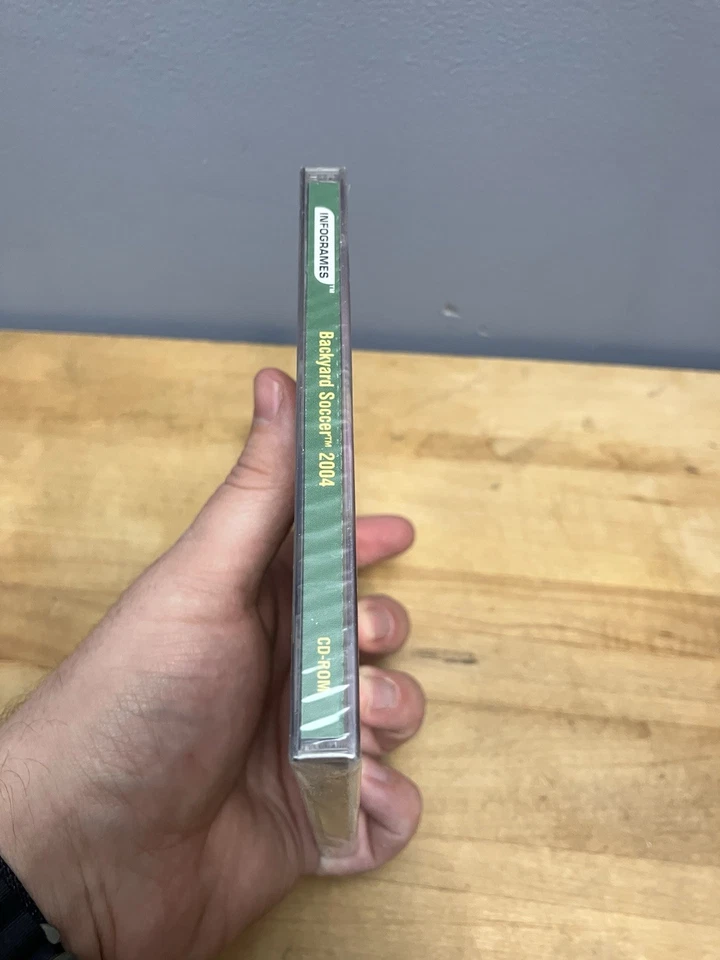 INFOGRAMES™
Backyard Soccer™ 2004
CD-ROM